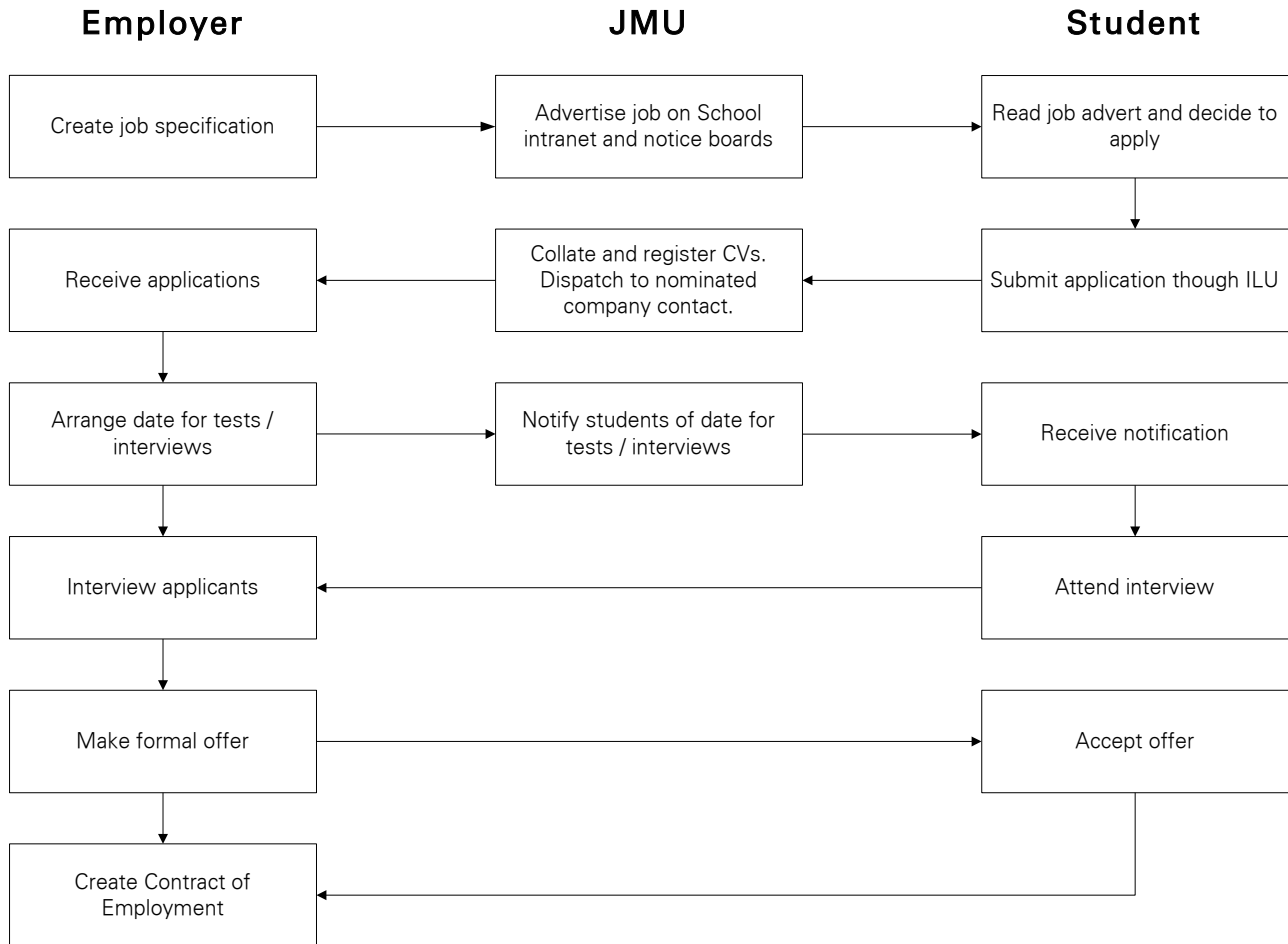 Employer
JMU
Student
Create job specification
Advertise job on School
intranet and notice boards
Read job advert and decide to
apply
Receive applications
Collate and register CVs.
Dispatch to nominated
company contact.
Submit application though ILU
Arrange date for tests /
interviews
Notify students of date for
tests / interviews
Receive notification
Interview applicants
Attend interview
Make formal offer
Accept offer
Create Contract of
Employment